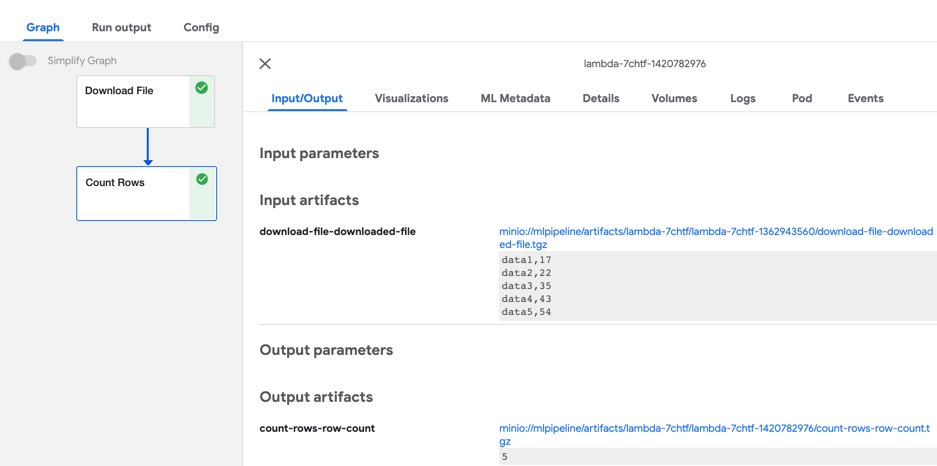 Graph Run output Config
Simplify Graph
Download File
Count Rows
lambda-7chtf-1420782976
Input/Output Visualizations ML Metadata Details Volumes Logs Pod Events
Input parameters
Input artifacts
download-file-downloaded-file
minio://mlpipeline/artifacts/lambda-7chtf/lambda-7chtf-1362943560/download-file-download
ed-file.tgz
data1,17
data2,22
data3,35
data4,43
data5,54
Output parameters
Output artifacts
count-rows-row-count
minio://mlpipeline/artifacts/lambda-7chtf/lambda-7chtf-1420782976/count-rows-row-count.t
gz
5